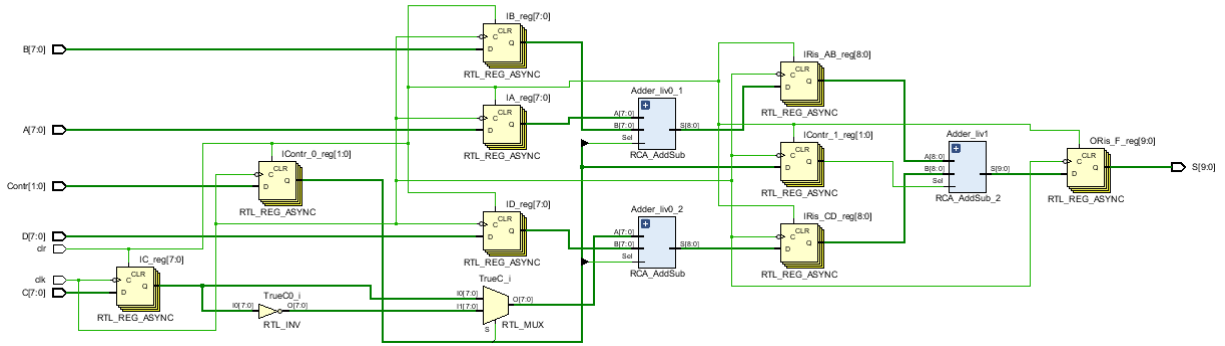 IB_reg[7:0]
CLR
C
Q
D
RTL_REG_ASYNC
B[7:0]
IRis_AB_reg[8:0]
CLR
C
Q
D
RTL_REG_ASYNC
IA_reg[7:0]
CLR
C
Q
D
RTL_REG_ASYNC
A[7:0]
Adder_liv0_1
A[7:0]
B[7:0]
Sel
S[8:0]
RCA_AddSub
IContr_1_reg[1:0]
CLR
C
Q
D
RTL_REG_ASYNC
Adder_liv1
A[8:0]
B[8:0]
Sel
S[9:0]
RCA_AddSub_2
ORis_F_reg[9:0]
CLR
C
Q
D
RTL_REG_ASYNC
S[9:0]
IContr_0_reg[1:0]
CLR
C
Q
D
RTL_REG_ASYNC
Contr[1:0]
ID_reg[7:0]
CLR
C
Q
D
RTL_REG_ASYNC
D[7:0]
clr
Adder_liv0_2
A[7:0]
B[7:0]
Sel
S[8:0]
RCA_AddSub
IRis_CD_reg[8:0]
CLR
C
Q
D
RTL_REG_ASYNC
IC_reg[7:0]
CLR
C
Q
D
RTL_REG_ASYNC
clk
C[7:0]
TrueC0_i
I0[7:0]
O[7:0]
RTL_INV
TrueC_i
I0[7:0]
I1[7:0]
O[7:0]
S
RTL_MUX